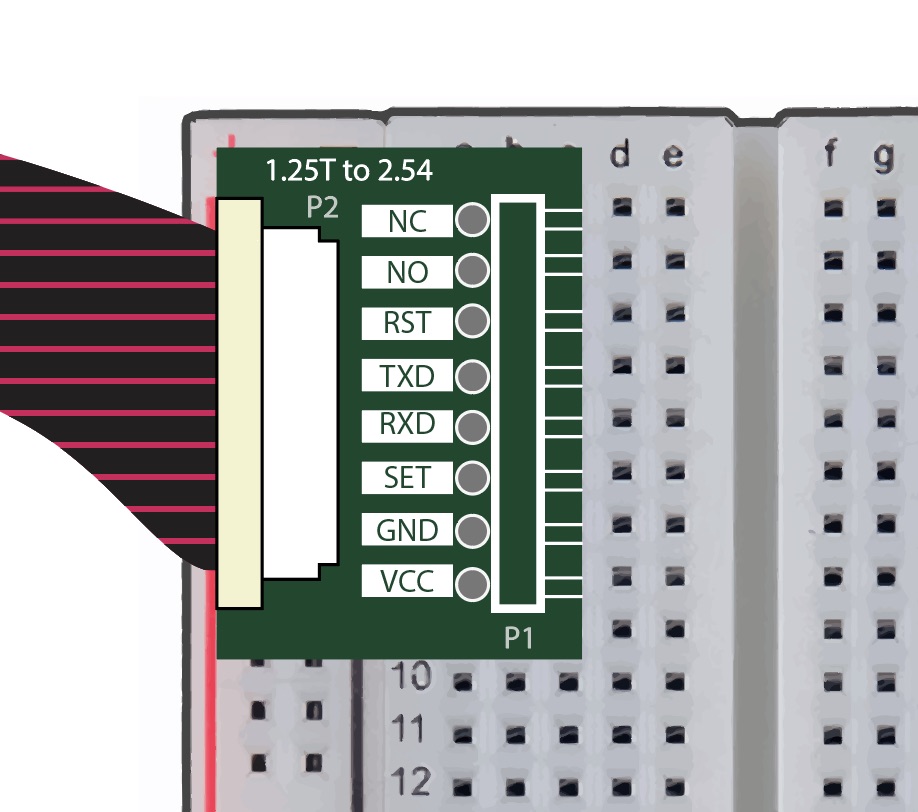 1.25T to 2.54
P2
d e f g
NC
NO
RST
TXD
RXD
SET
GND
VCC
P1
10
11
12